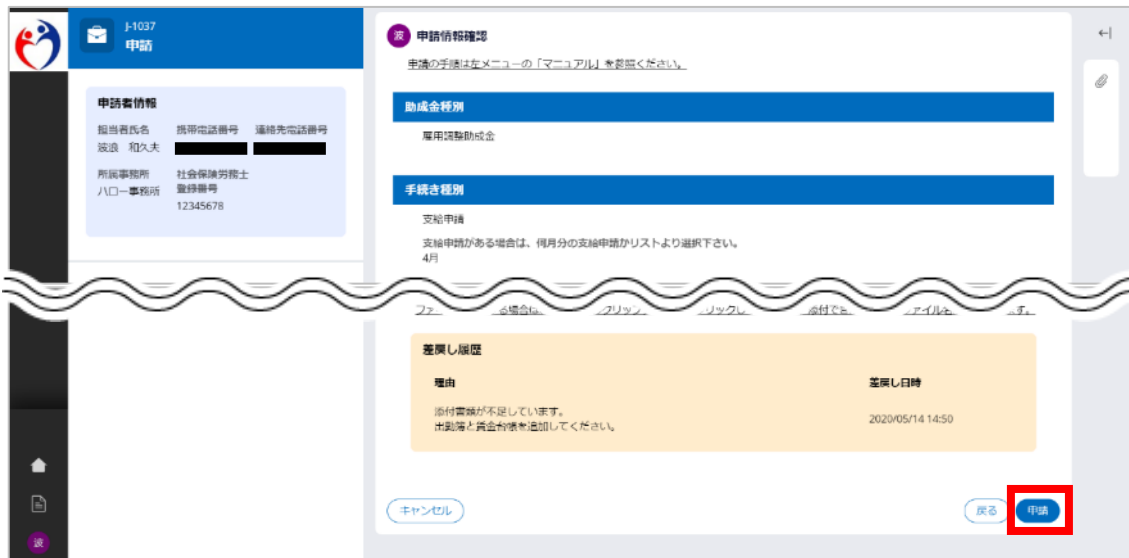 J-1037
申請
申請者情報
担当者氏名 携帯電話番号 連絡先電話番号
波浪 和久夫
所属事務所 社会保険労務士
ハロー事務所 登録番号
12345678
波 申請情報確認
申請の手順は左メニューの「マニュアル」を参照ください。
助成金種別
雇用調整助成金
手続き種別
支給申請
支給申請がある場合は、何月分の支給申請かリストより選択下さい。
4月
差戻し履歴
理由 差戻し日時
添付書類が不足しています。
出勤簿と賃金台帳を追加してください。
2020/05/14 14:50
キャンセル 戻る 申請
波